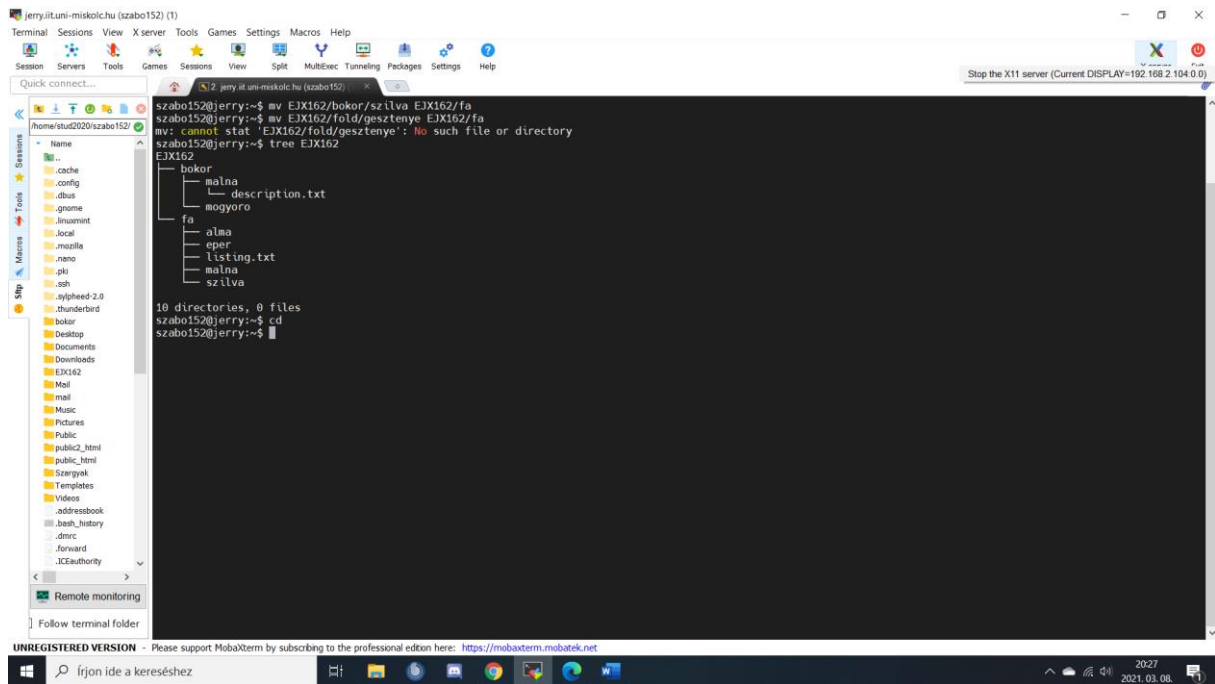 jerry.iit.uni-miskolc.hu (szabo152) (1)
Terminal Sessions View X server Tools Games Settings Macros Help
Session Servers Tools Games Sessions View Split MultiExec Tunneling Packages Settings Help
Stop the X11 server (Current DISPLAY=192.168.2.104:0.0)
Quick connect...
2. jerry.iit.uni-miskolc.hu (szabo152)
/home/stud2020/szabo152/
Name
..
.cache
.config
.dbus
.gnome
.linuxmint
.local
.mozilla
.nano
.pki
.ssh
.sylpheed-2.0
.thunderbird
bokor
Desktop
Documents
Downloads
EJX162
Mail
mail
Music
Pictures
Public
public2_html
public_html
Szargyak
Templates
Videos
.addressbook
.bash_history
.dmrc
.forward
.ICEauthority
Sessions
Tools
Macros
Sftp
Remote monitoring
Follow terminal folder
szabo152@jerry:~$ mv EJX162/bokor/szilva EJX162/fa
szabo152@jerry:~$ mv EJX162/fold/gesztenye EJX162/fa
mv: cannot stat 'EJX162/fold/gesztenye': No such file or directory
szabo152@jerry:~$ tree EJX162
EJX162
├── bokor
│   ├── malna
│   │   └── description.txt
│   └── mogyoro
└── fa
    ├── alma
    ├── eper
    ├── listing.txt
    ├── malna
    └── szilva
10 directories, 0 files
szabo152@jerry:~$ cd
szabo152@jerry:~$
UNREGISTERED VERSION - Please support MobaXterm by subscribing to the professional edition here: https://mobaxterm.mobatek.net
Írjon ide a kereséshez
20:27
2021. 03. 08.